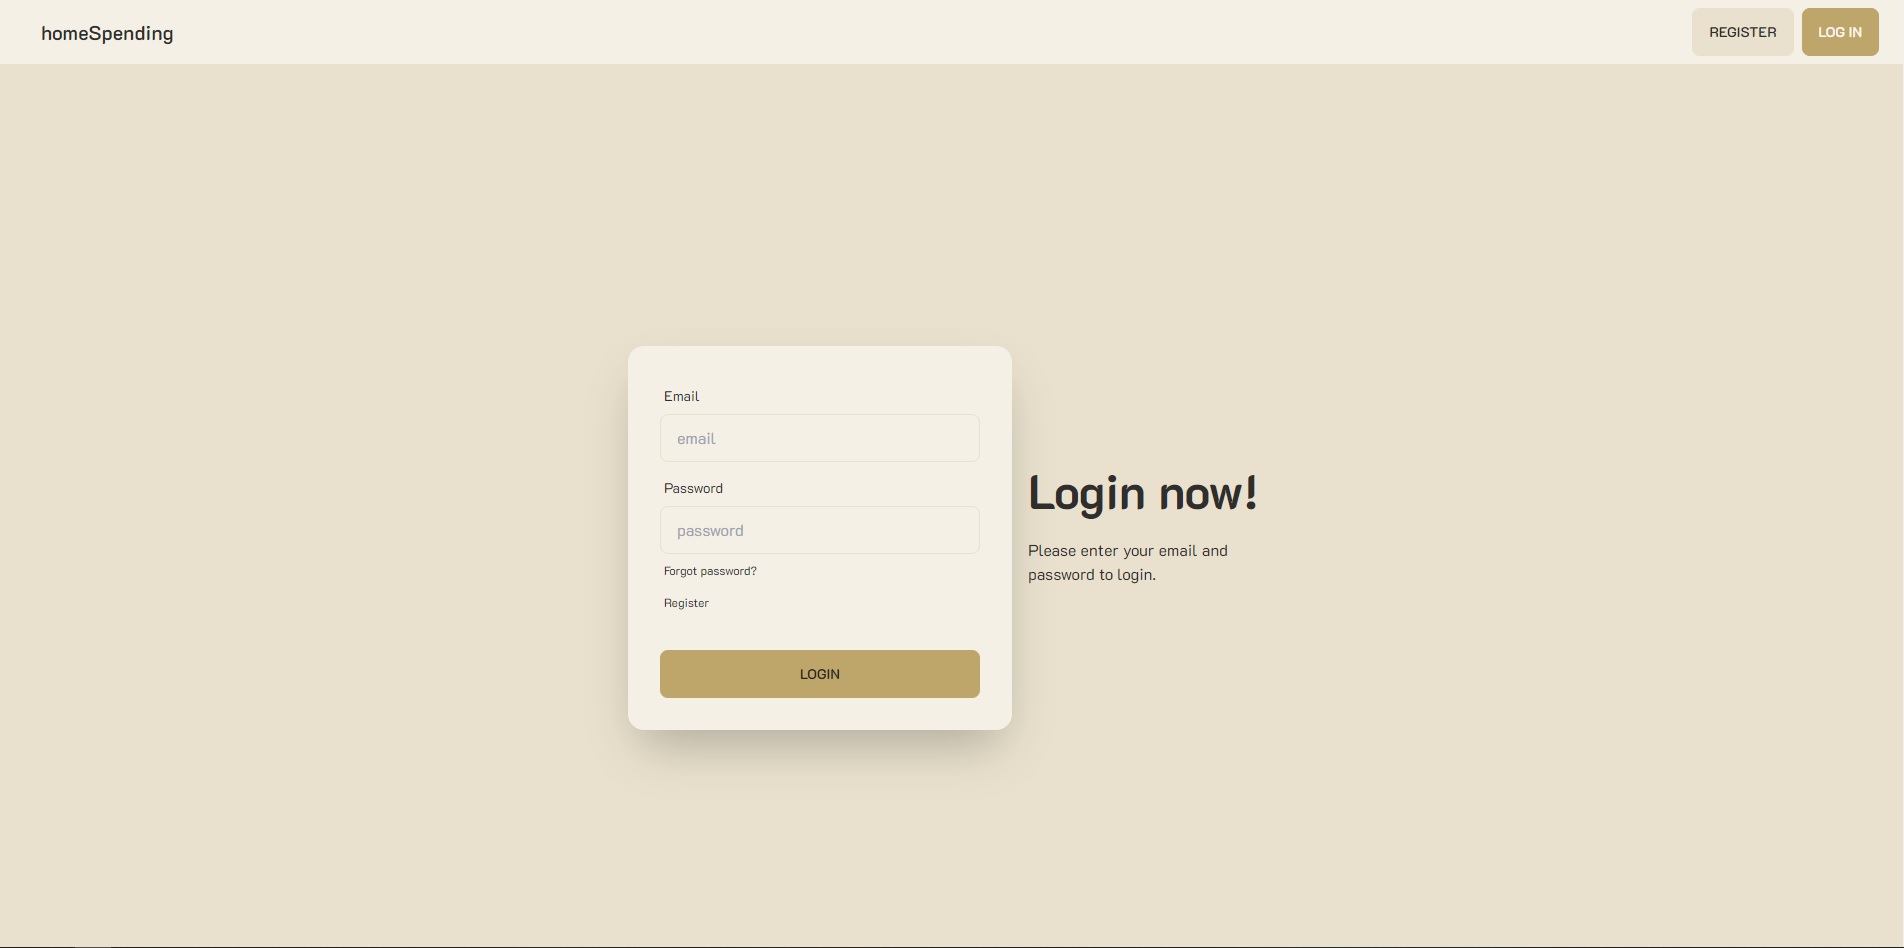 homeSpending
REGISTER
LOG IN
Email
email
Password
password
Forgot password?
Register
LOGIN
Login now!
Please enter your email and
password to login.